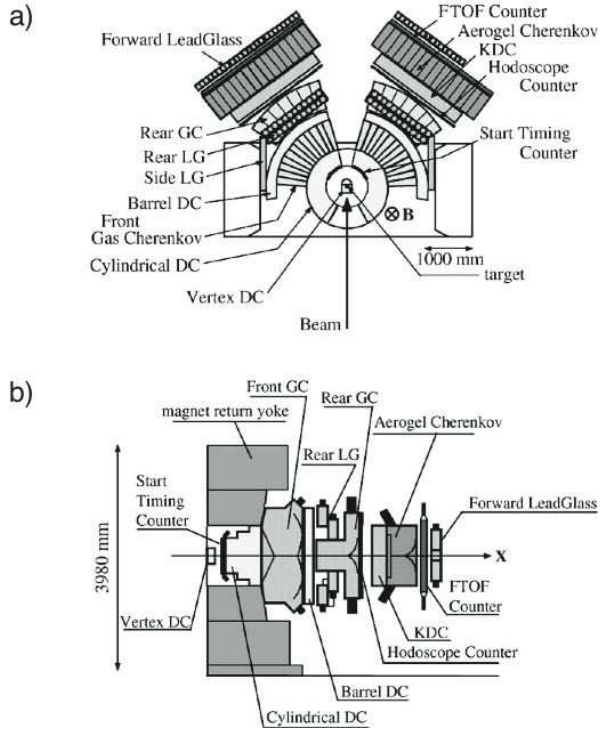 a)
FTOF Counter
Aerogel Cherenkov
KDC
Hodoscope
Counter
Forward LeadGlass
Rear GC
Rear LG
Side LG
Barrel DC
Front
Gas Cherenkov
Cylindrical DC
Vertex DC
Beam
Start Timing
Counter
B
1000 mm
target
b)
Front GC
Rear GC
magnet return yoke
Aerogel Cherenkov
Rear LG
Start
Timing
Counter
Forward LeadGlass
3980 mm
X
Vertex DC
FTOF
Counter
KDC
Hodoscope Counter
Barrel DC
Cylindrical DC